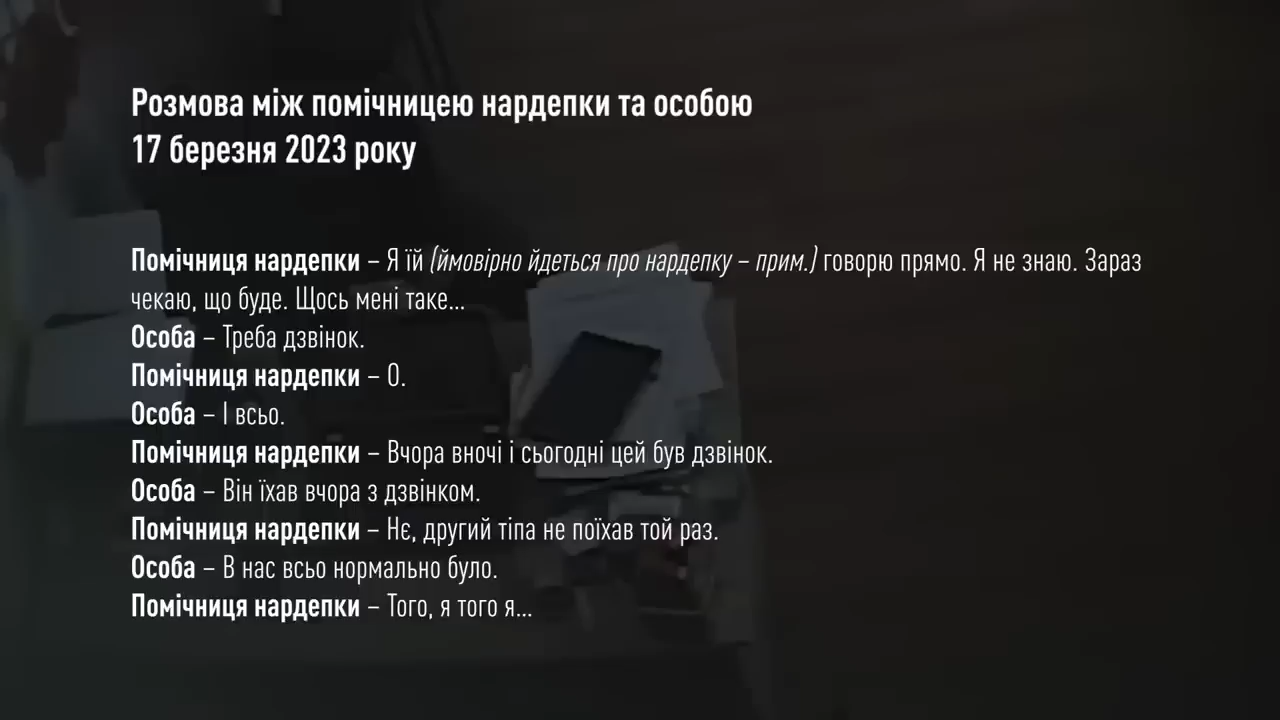 Розмова між помічницею нардепки та особою
17 березня 2023 року
Помічниця нардепки – Я їй (ймовірно йдеться про нардепку – прим.) говорю прямо. Я не знаю. Зараз
чекаю, що буде. Щось мені таке...
Особа – Треба дзвінок.
Помічниця нардепки – О.
Особа – І всьо.
Помічниця нардепки – Вчора вночі і сьогодні цей був дзвінок.
Особа – Він їхав вчора з дзвінком.
Помічниця нардепки – Нє, другий тіпа не поїхав той раз.
Особа – В нас всьо нормально було.
Помічниця нардепки – Того, я того я...